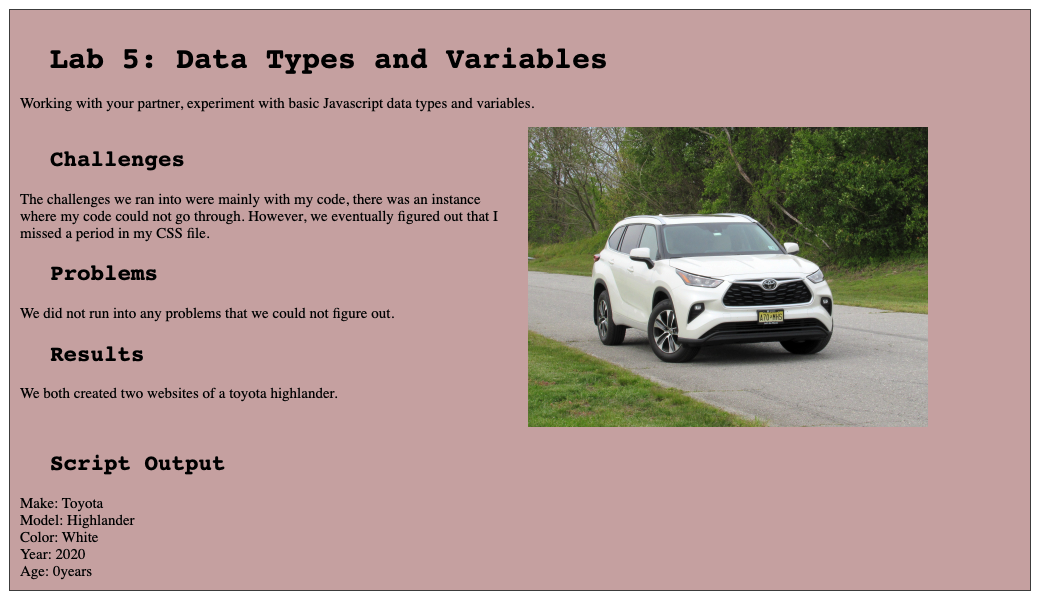 Lab 5: Data Types and Variables
Working with your partner, experiment with basic Javascript data types and variables.
Challenges
The challenges we ran into were mainly with my code, there was an instance
where my code could not go through. However, we eventually figured out that I
missed a period in my CSS file.
Problems
We did not run into any problems that we could not figure out.
Results
We both created two websites of a toyota highlander.
Script Output
Make: Toyota
Model: Highlander
Color: White
Year: 2020
Age: 0years